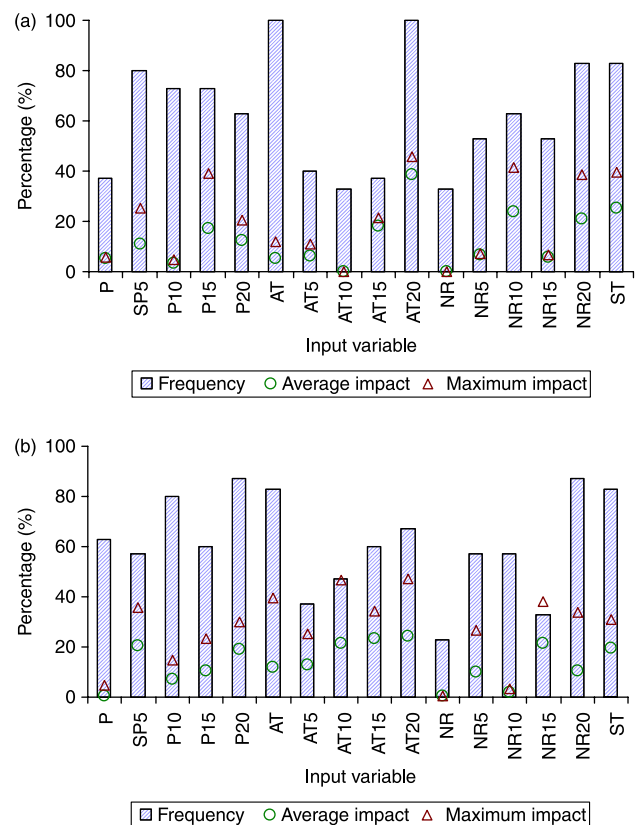 (a)
100
80
60
40
20
0
Percentage (%)
P SP5 P10 P15 P20 AT AT5 AT10 AT15 AT20 NR NR5 NR10 NR15 NR20 ST
Input variable
Frequency Average impact Maximum impact
(b)
100
80
60
40
20
0
Percentage (%)
P SP5 P10 P15 P20 AT AT5 AT10 AT15 AT20 NR NR5 NR10 NR15 NR20 ST
Input variable
Frequency Average impact Maximum impact